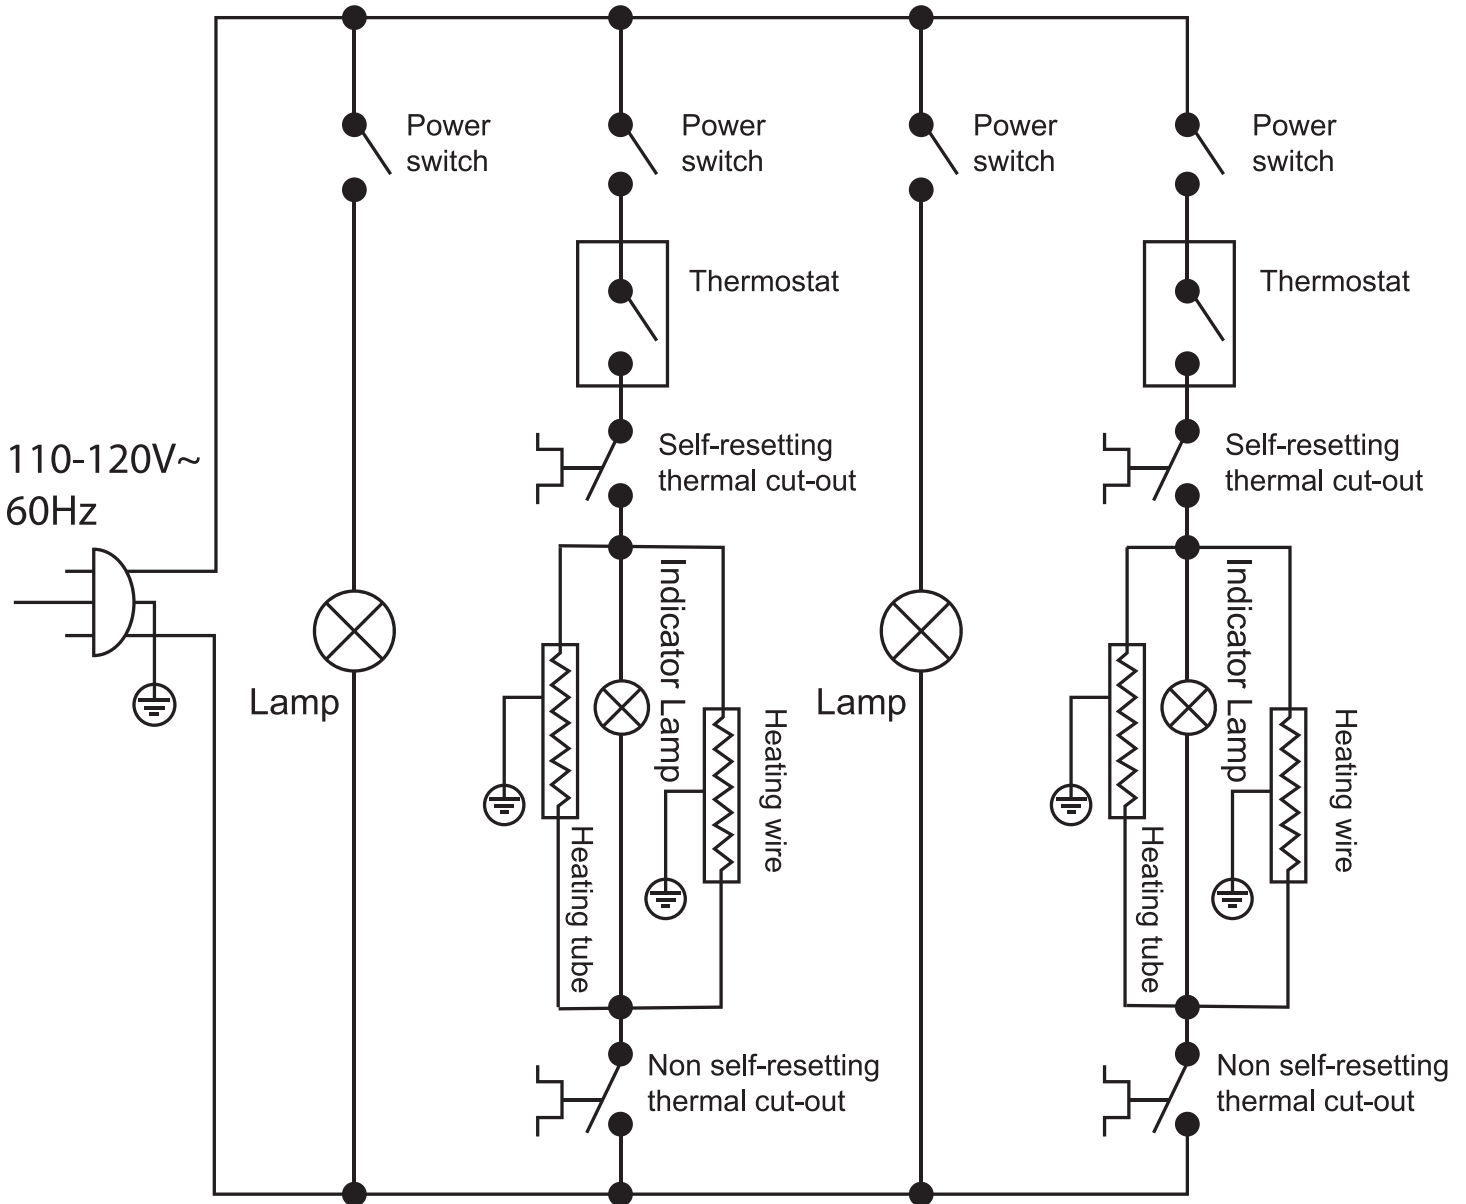 Power
switch
Power
switch
Power
switch
Power
switch
Thermostat
Thermostat
110-120V~
60Hz
Self-resetting
thermal cut-out
Self-resetting
thermal cut-out
Lamp
Indicator Lamp
Heating wire
Heating tube
Lamp
Indicator Lamp
Heating wire
Heating tube
Non self-resetting
thermal cut-out
Non self-resetting
thermal cut-out